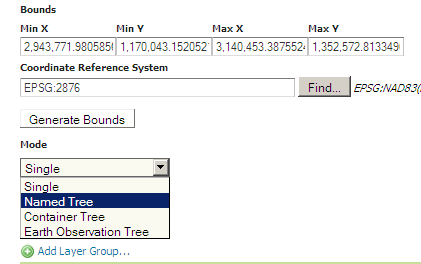 Bounds
Min X Min Y Max X Max Y
2,943,771.9805856 1,170,043.152052 3,140,453.387552 1,352,572.813349
Coordinate Reference System
EPSG:2876 Find... EPSG:NAD83(
Generate Bounds
Mode
Single
Single
Named Tree
Container Tree
Earth Observation Tree
Add Layer Group...